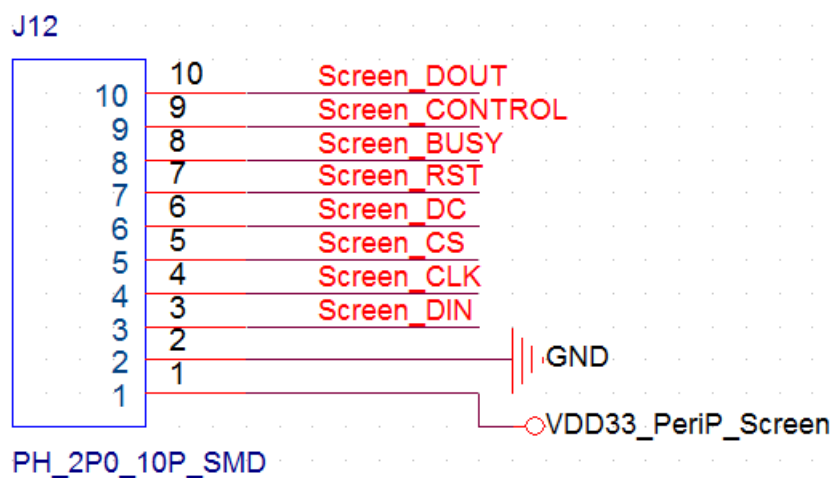 J12
10 10 Screen_DOUT
9 9 Screen_CONTROL
8 8 Screen_BUSY
7 7 Screen_RST
6 6 Screen_DC
5 5 Screen_CS
4 4 Screen_CLK
3 3 Screen_DIN
2 2 GND
1 1 VDD33_PeriP_Screen
PH_2P0_10P_SMD